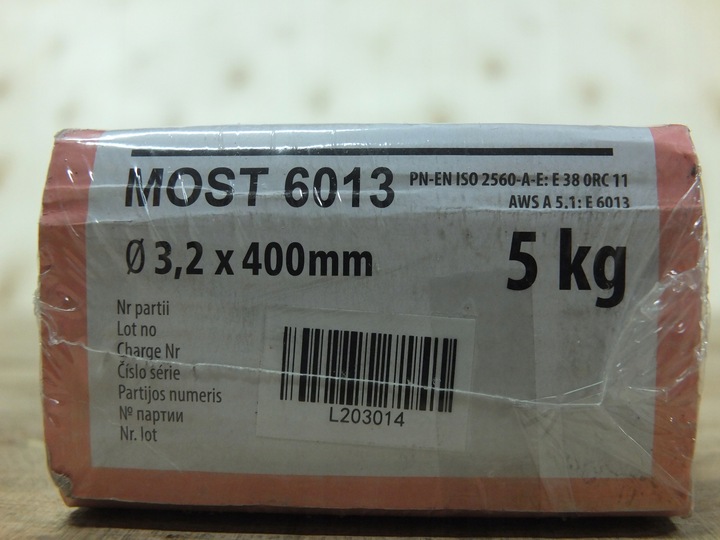 MOST 6013
PN-EN ISO 2560-A-E: E 38 0RC 11
AWS A 5.1: E 6013
Ø 3,2 x 400mm
5 kg
Nr partii
Lot no
Charge Nr
Číslo série
Partijos numeris
№ партии
Nr. lot
L203014